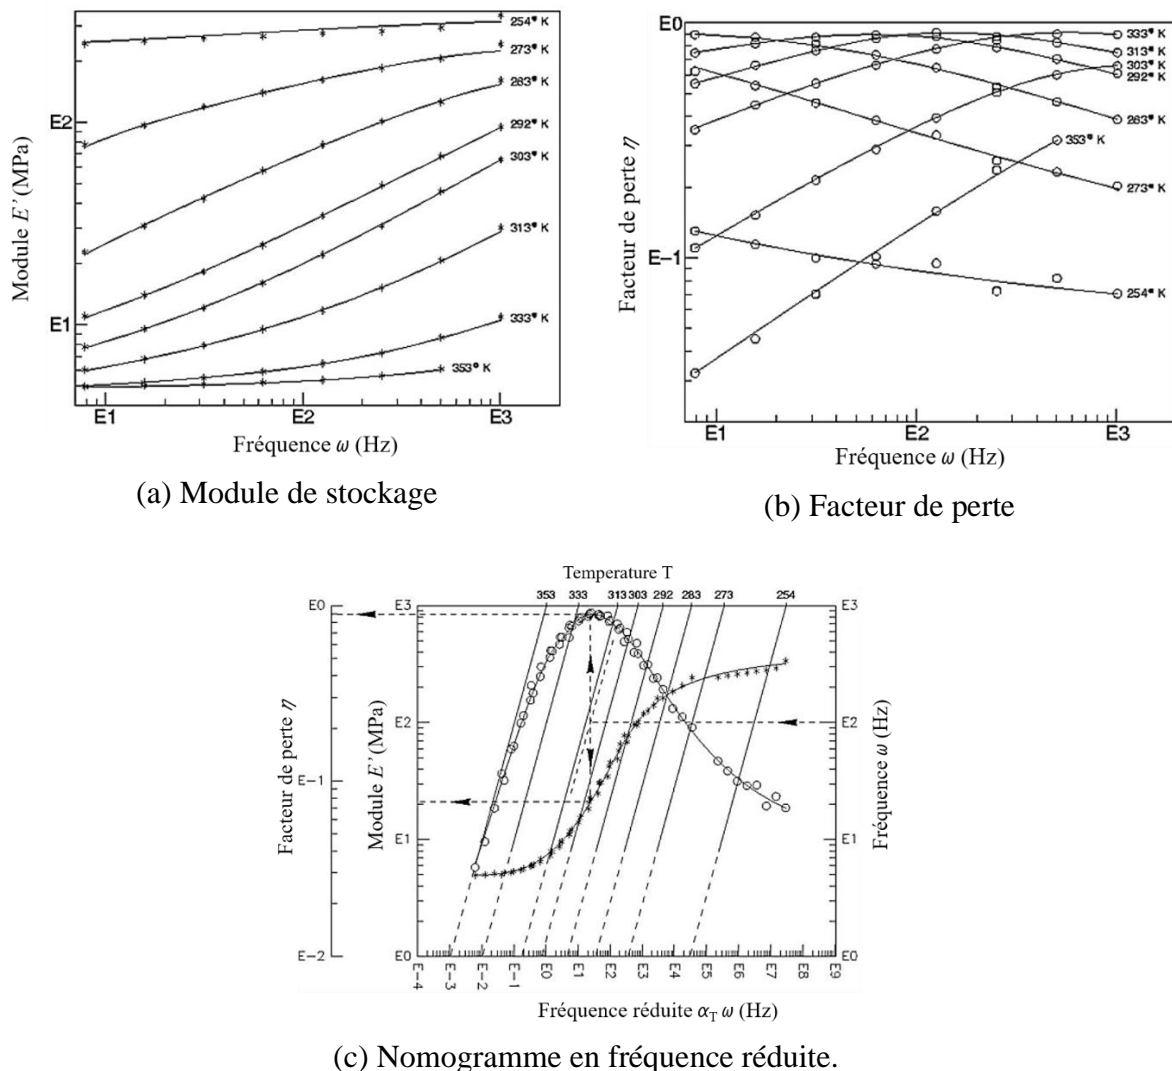 254° K
273° K
283° K
292° K
303° K
313° K
333° K
353° K
E2
E1
Module E' (MPa)
E1
E2
E3
Fréquence ω (Hz)
(a) Module de stockage
E0
E−1
Facteur de perte η
333° K
313° K
303° K
292° K
283° K
353° K
273° K
254° K
E1
E2
E3
Fréquence ω (Hz)
(b) Facteur de perte
Temperature T
353 333 313 303 292 283 273 254
E0
E−1
E−2
Facteur de perte η
E3
E2
E1
E0
Module E' (MPa)
E3
E2
E1
E0
Fréquence ω (Hz)
E−4 E−3 E−2 E−1 E0 E1 E2 E3 E4 E5 E6 E7 E8 E9
Fréquence réduite α_T ω (Hz)
(c) Nomogramme en fréquence réduite.